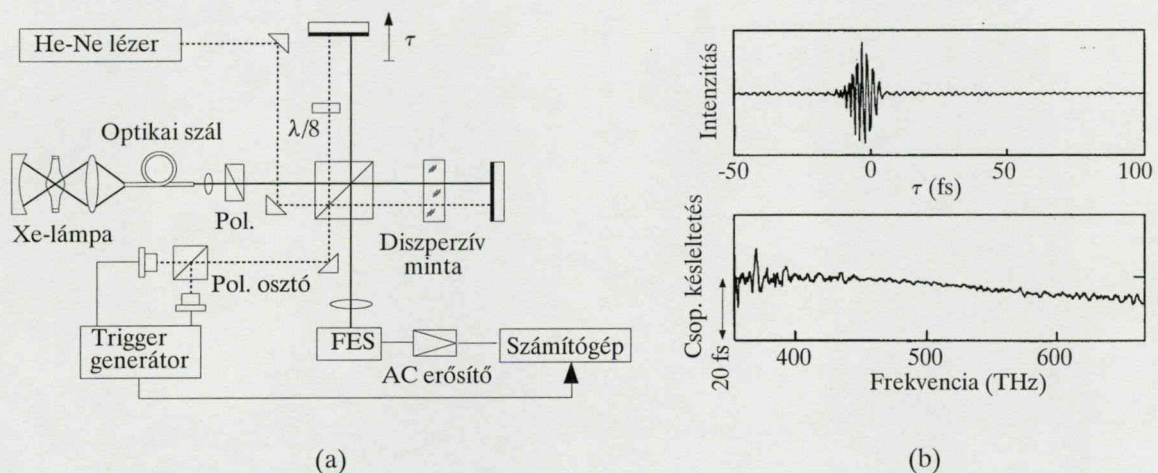 He-Ne lézer
τ
λ/8
Optikai szál
Xe-lámpa
Pol.
Diszperzív
minta
Pol. osztó
Trigger
generátor
FES
AC erősítő
Számítógép
(a)
Intenzitás
-50
0
50
100
τ (fs)
Csop. késleltetés
20 fs
400
500
600
Frekvencia (THz)
(b)